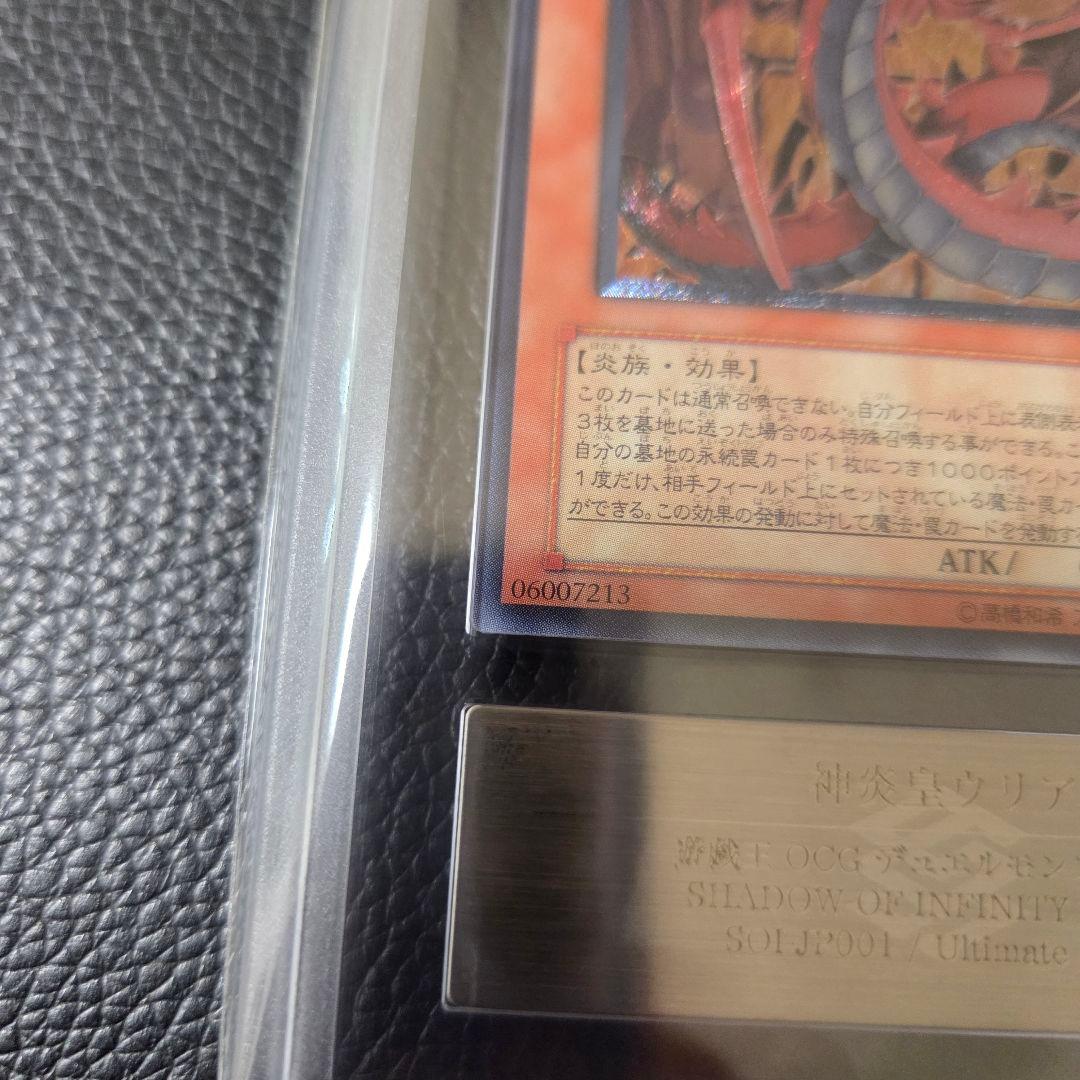 【炎族・効果】
このカードは通常召喚できない。自分フィールド上に表側表
3枚を墓地に送った場合のみ特殊召喚する事ができる。こ
自分の墓地の永続罠カード1枚につき1000ポイント
1度だけ、相手フィールド上にセットされている魔法・罠カー
ができる。この効果の発動に対して魔法・罠カードを発動す
ATK/
06007213
©高橋和希
神炎皇ウリア
遊戯王 OCG デュエルモン
SHADOW OF INFINITY
SOI-JP001 / Ultimate